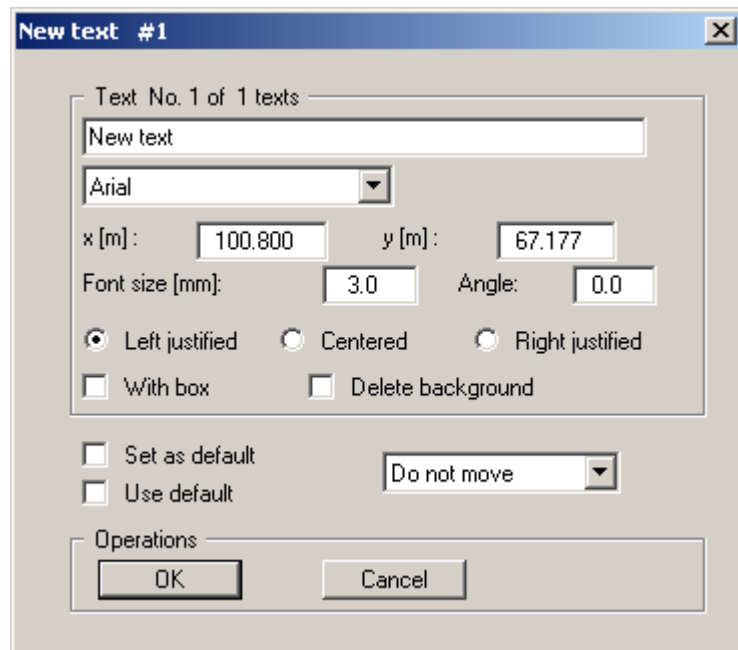 New text #1
Text No. 1 of 1 texts
New text
Arial
x [m] : 100.800 y [m] : 67.177
Font size [mm]: 3.0 Angle: 0.0
Left justified Centered Right justified
With box Delete background
Set as default
Do not move
Use default
Operations
OK Cancel